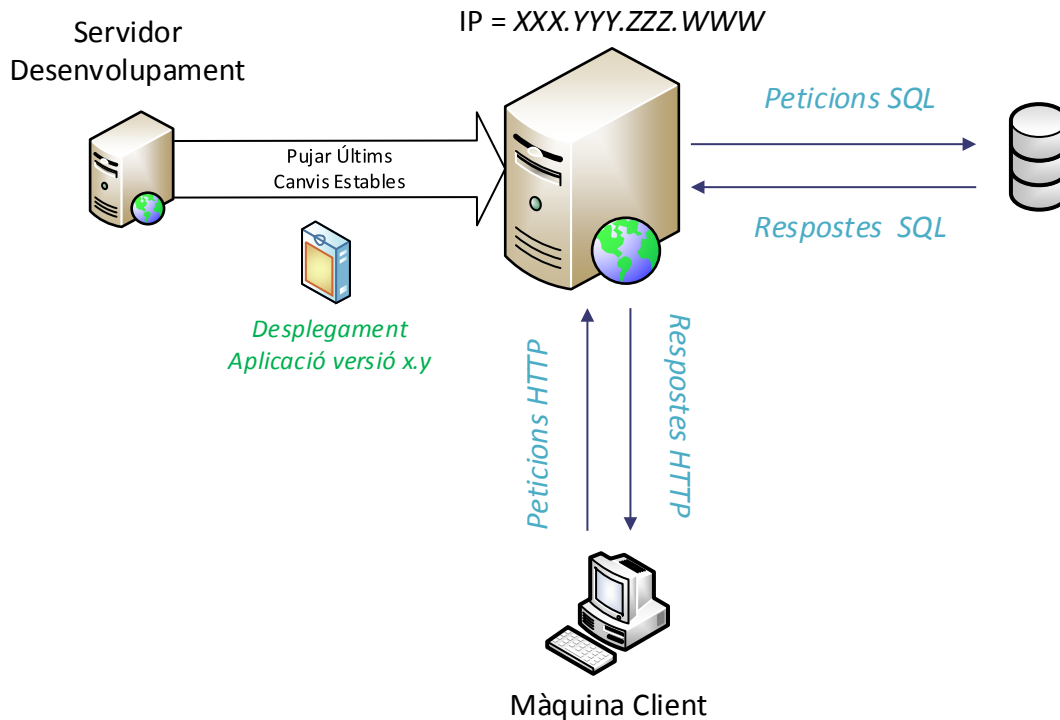 IP = XXX.YYY.ZZZ.WWW
Servidor
Desenvolupament
Pujar Últims
Canvis Estables
Peticions SQL
Respostes SQL
Desplegament
Aplicació versió x.y
Peticions HTTP
Respostes HTTP
Màquina Client